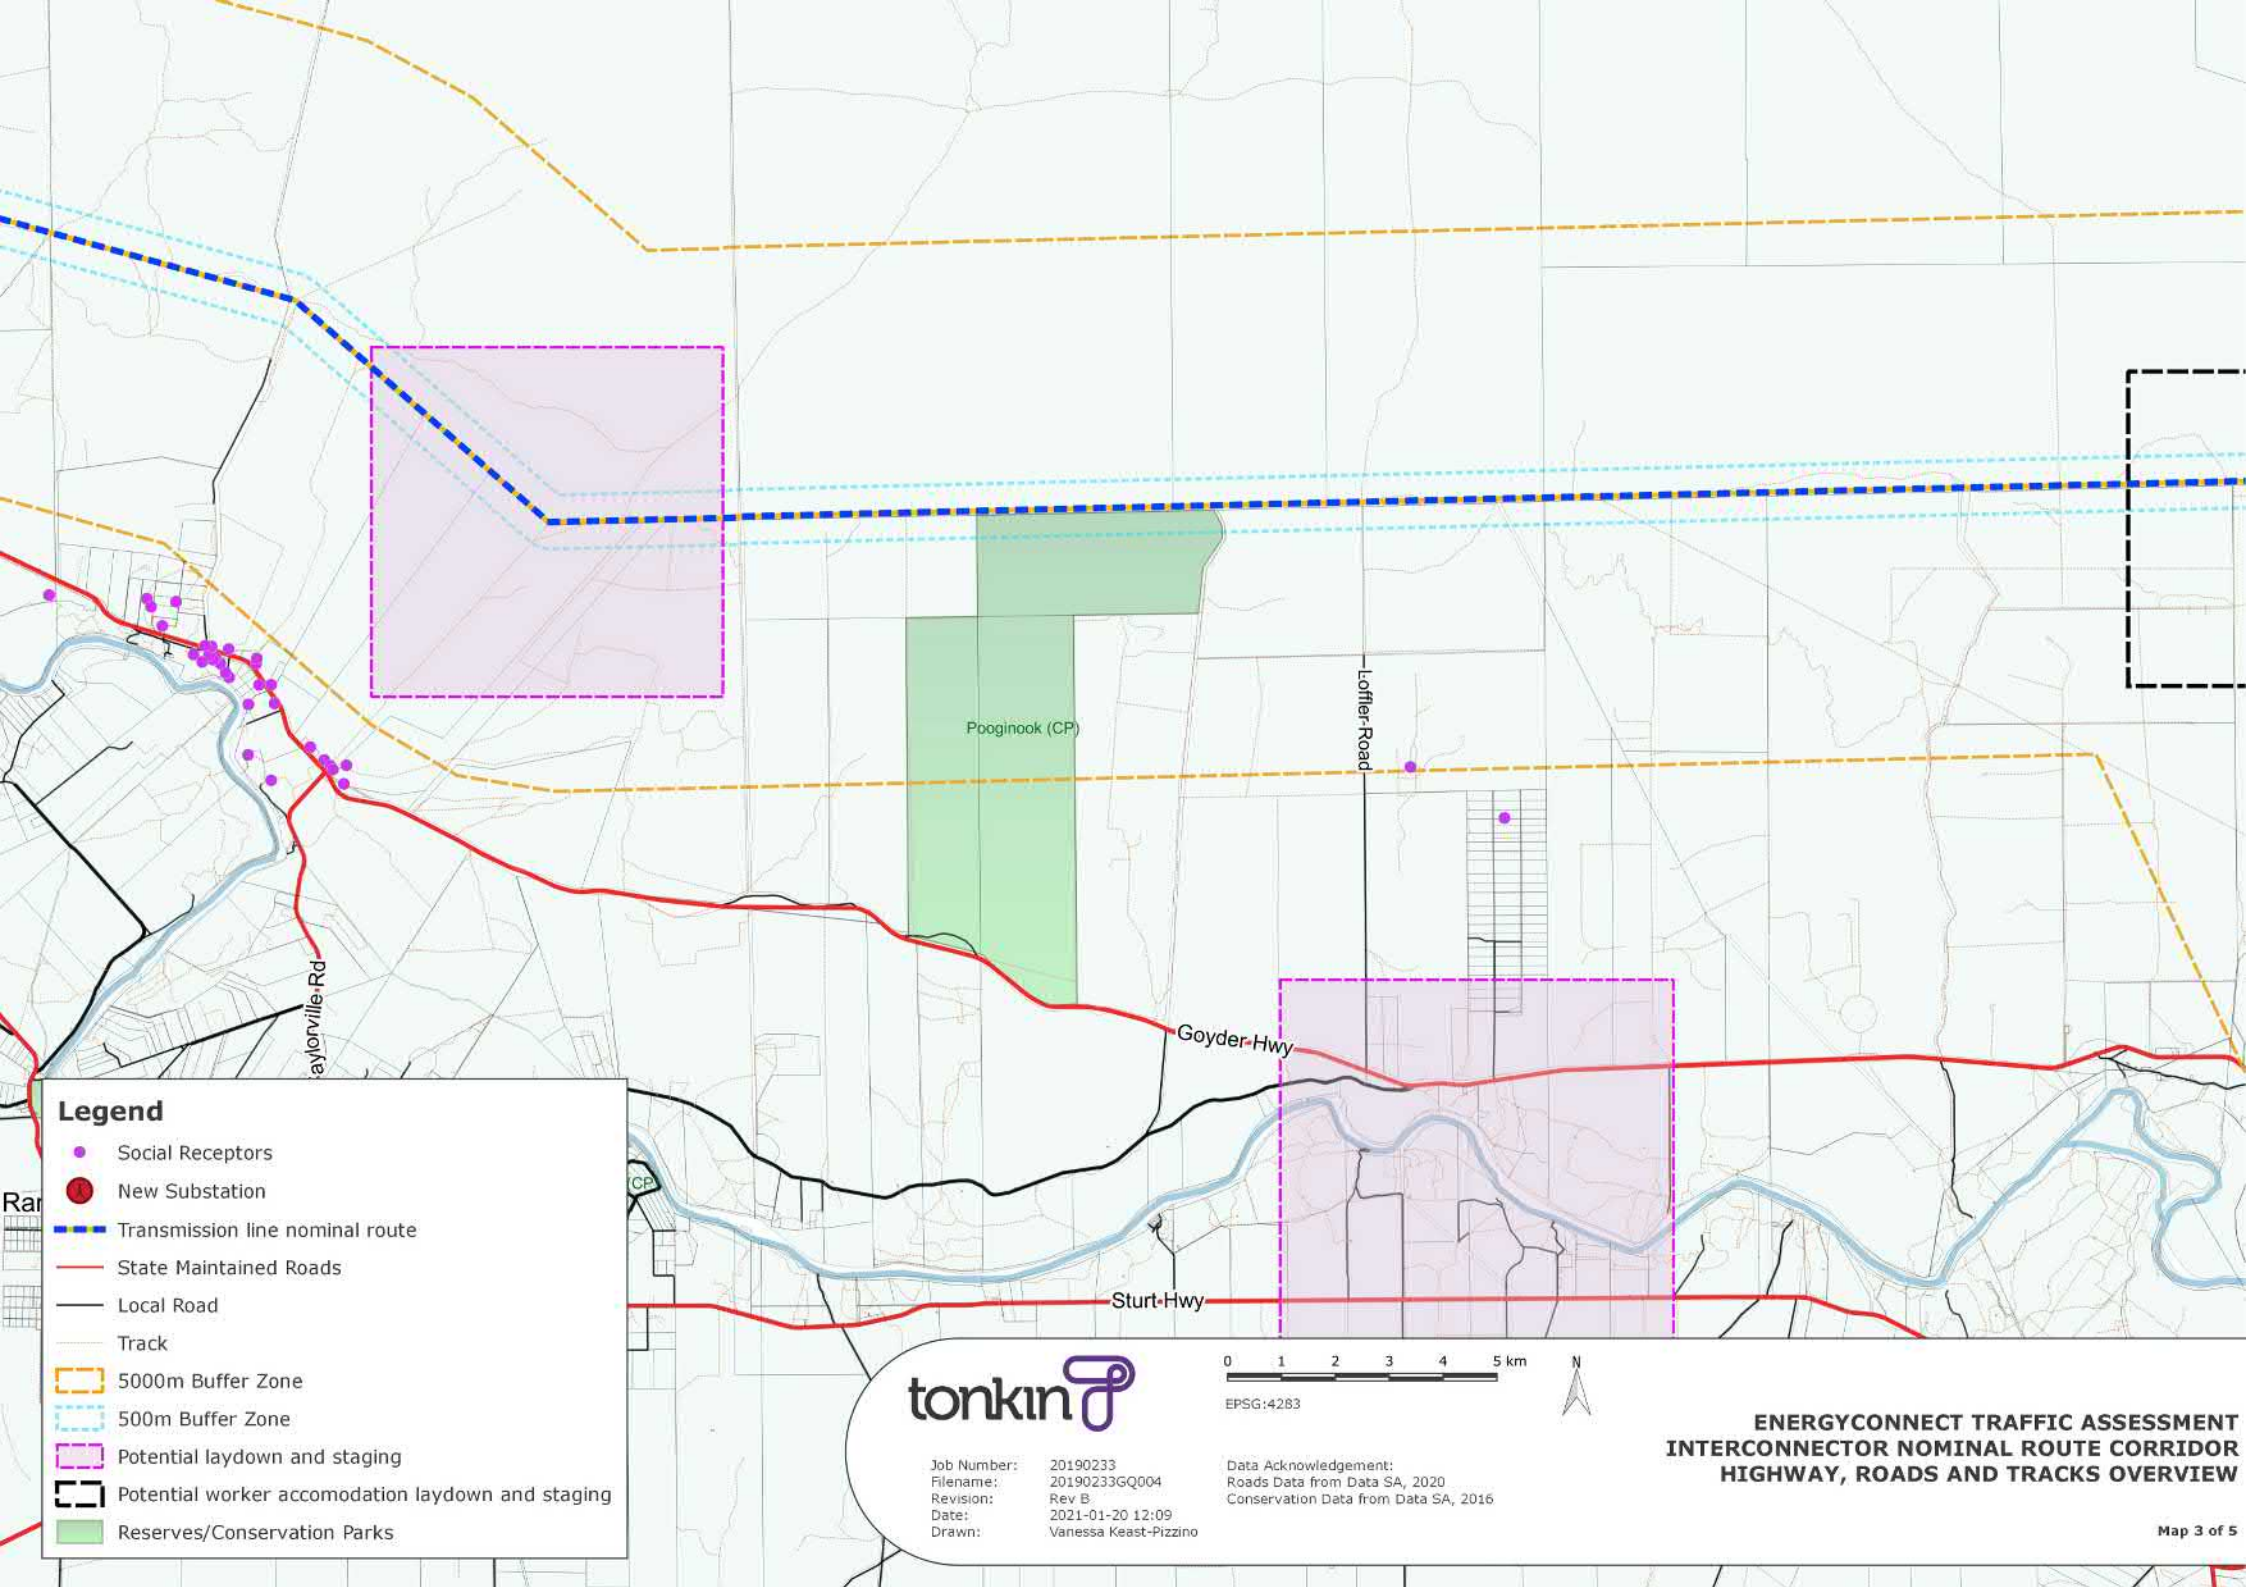 Loffler-Road
Pooginook (CP)
Taylorville-Rd
Goyder-Hwy
(CP
Sturt-Hwy
Legend
Social Receptors
New Substation
Transmission line nominal route
State Maintained Roads
Local Road
Track
5000m Buffer Zone
500m Buffer Zone
Potential laydown and staging
Potential worker accomodation laydown and staging
Reserves/Conservation Parks
Rar
tonkin
0 1 2 3 4 5 km
N
EPSG:4283
Job Number: 20190233
Filename: 20190233GQ004
Revision: Rev B
Date: 2021-01-20 12:09
Drawn: Vanessa Keast-Pizzino
Data Acknowledgement:
Roads Data from Data SA, 2020
Conservation Data from Data SA, 2016
ENERGYCONNECT TRAFFIC ASSESSMENT
INTERCONNECTOR NOMINAL ROUTE CORRIDOR
HIGHWAY, ROADS AND TRACKS OVERVIEW
Map 3 of 5